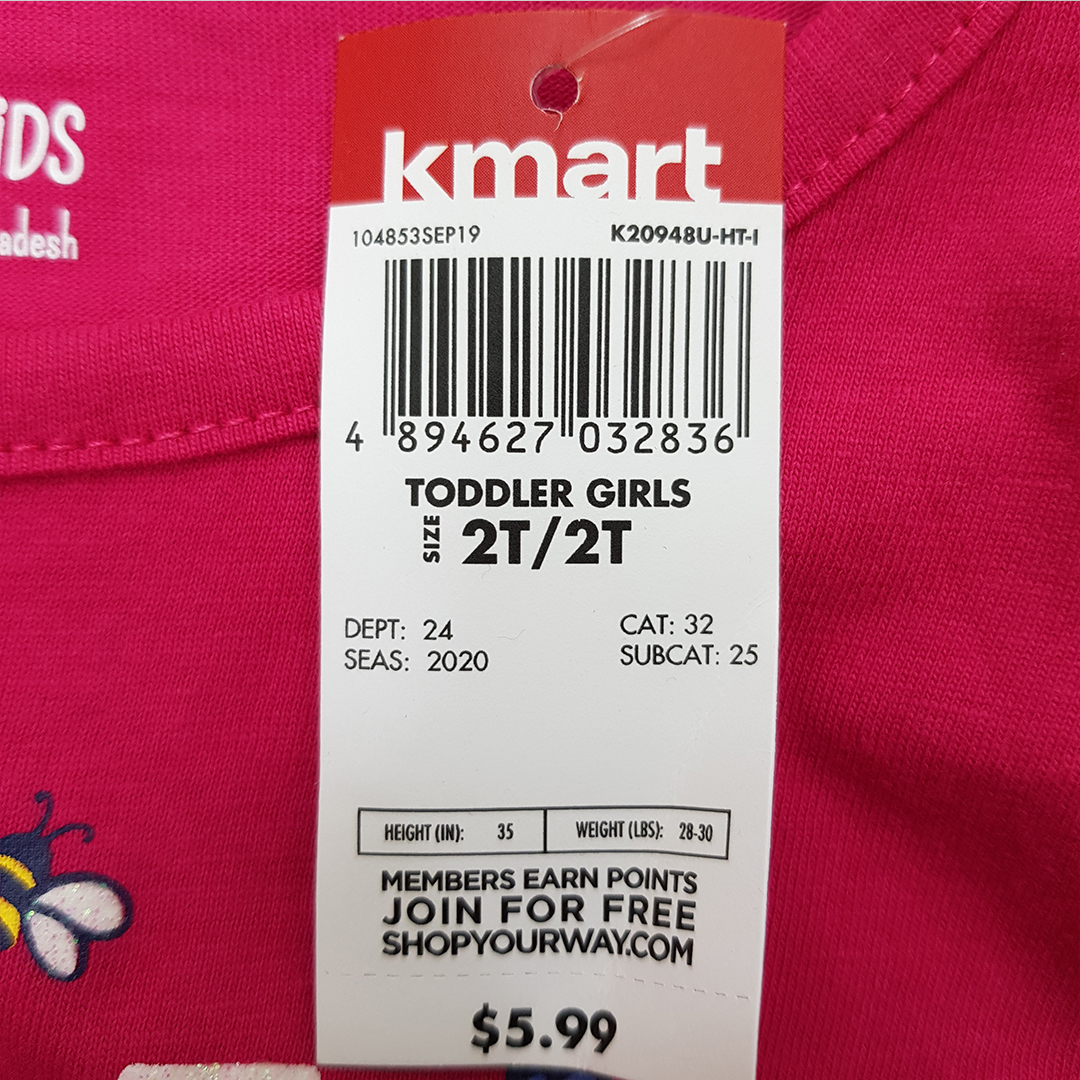 iDS
adesh
kmart
104853SEP19 K20948U-HT-I
4 894627 032836
TODDLER GIRLS
SIZE 2T/2T
DEPT: 24 CAT: 32
SEAS: 2020 SUBCAT: 25
HEIGHT (IN): 35 WEIGHT (LBS): 28-30
MEMBERS EARN POINTS
JOIN FOR FREE
SHOPYOURWAY.COM
$5.99